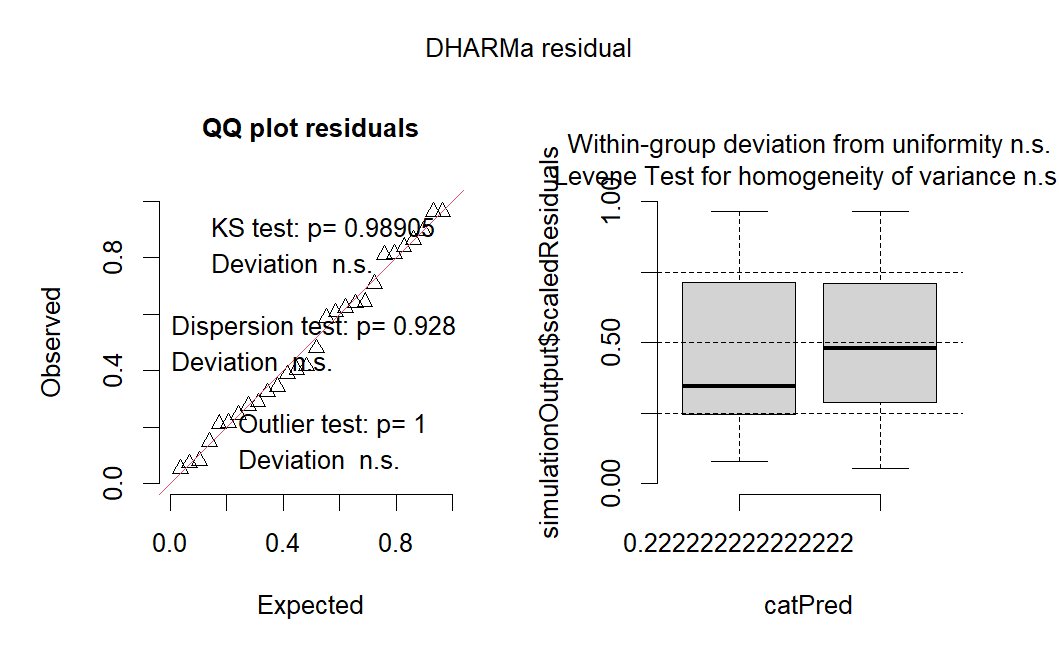 DHARMa residual
QQ plot residuals
KS test: p= 0.98905
Deviation  n.s.
Dispersion test: p= 0.928
Deviation  n.s.
Outlier test: p= 1
Deviation  n.s.
Observed
0.0
0.4
0.8
0.0
0.4
0.8
Expected
Within-group deviation from uniformity n.s.
Levene Test for homogeneity of variance n.s
simulationOutput$scaledResiduals
0.00
0.50
1.00
0.222222222222222
catPred